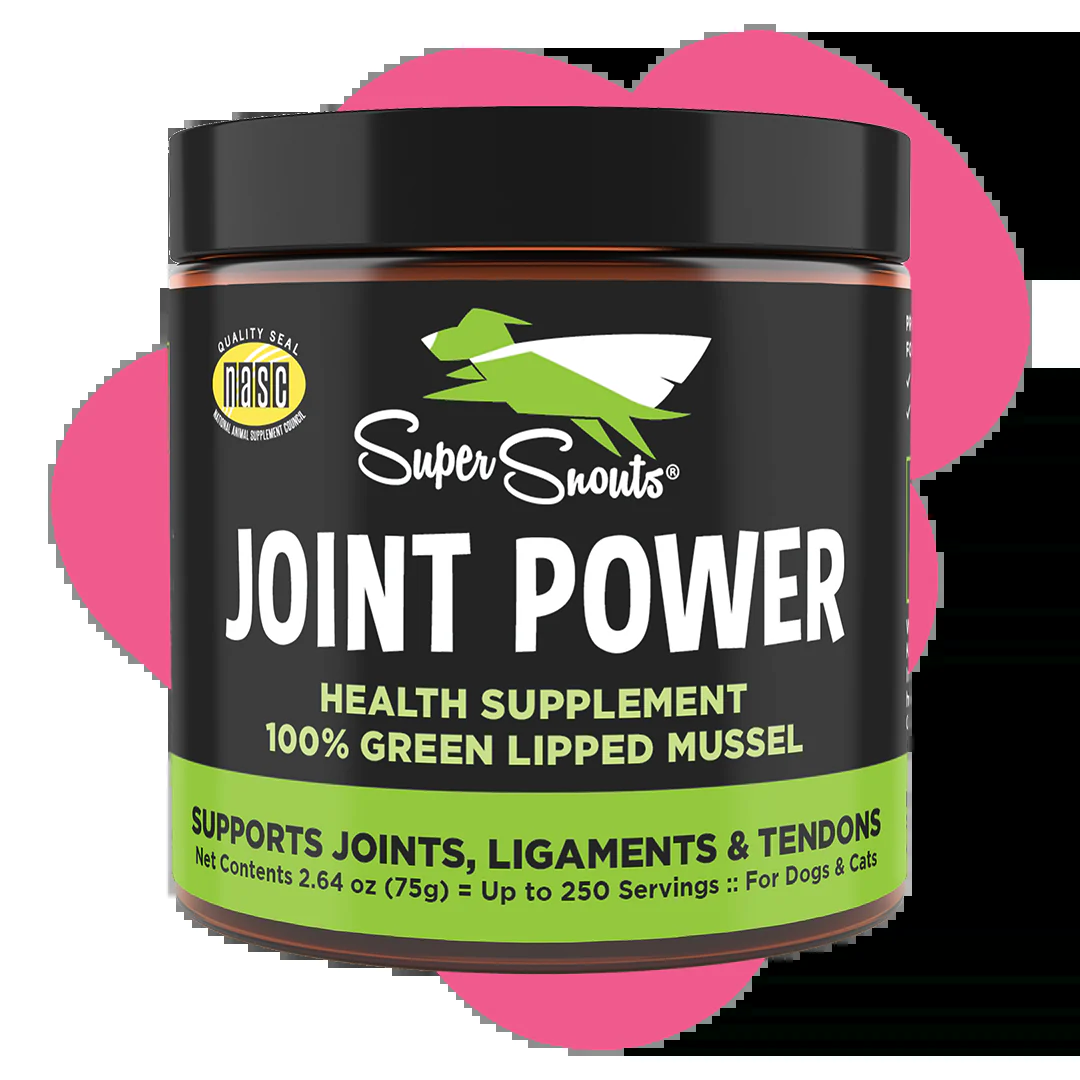 QUALITY SEAL
nasc
NATIONAL ANIMAL SUPPLEMENT COUNCIL
Super Snouts®
JOINT POWER
HEALTH SUPPLEMENT
100% GREEN LIPPED MUSSEL
SUPPORTS JOINTS, LIGAMENTS & TENDONS
Net Contents 2.64 oz (75g) = Up to 250 Servings :: For Dogs & Cats